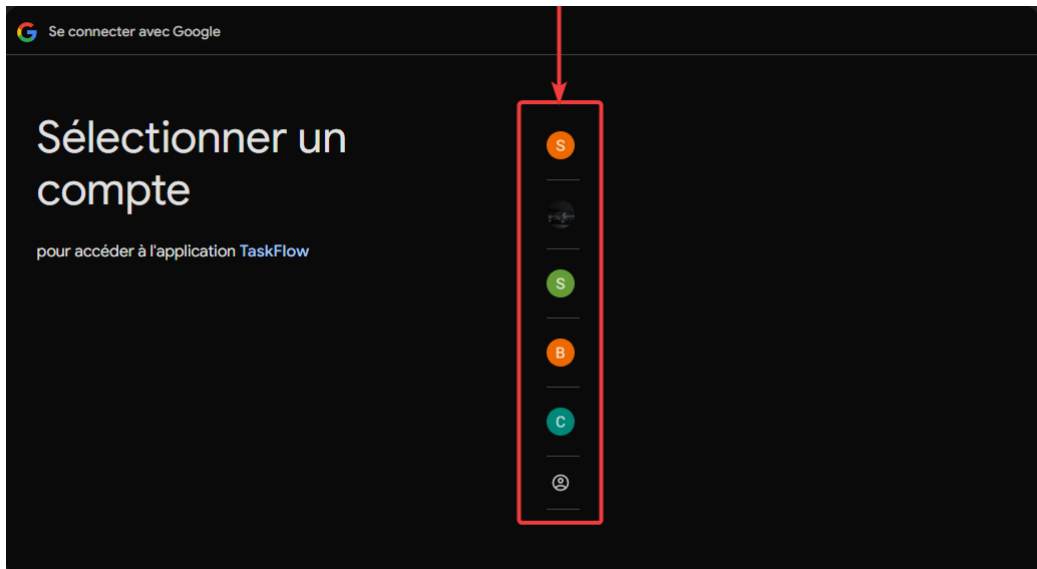 Se connecter avec Google
Sélectionner un
compte
pour accéder à l'application TaskFlow
S
S
B
C